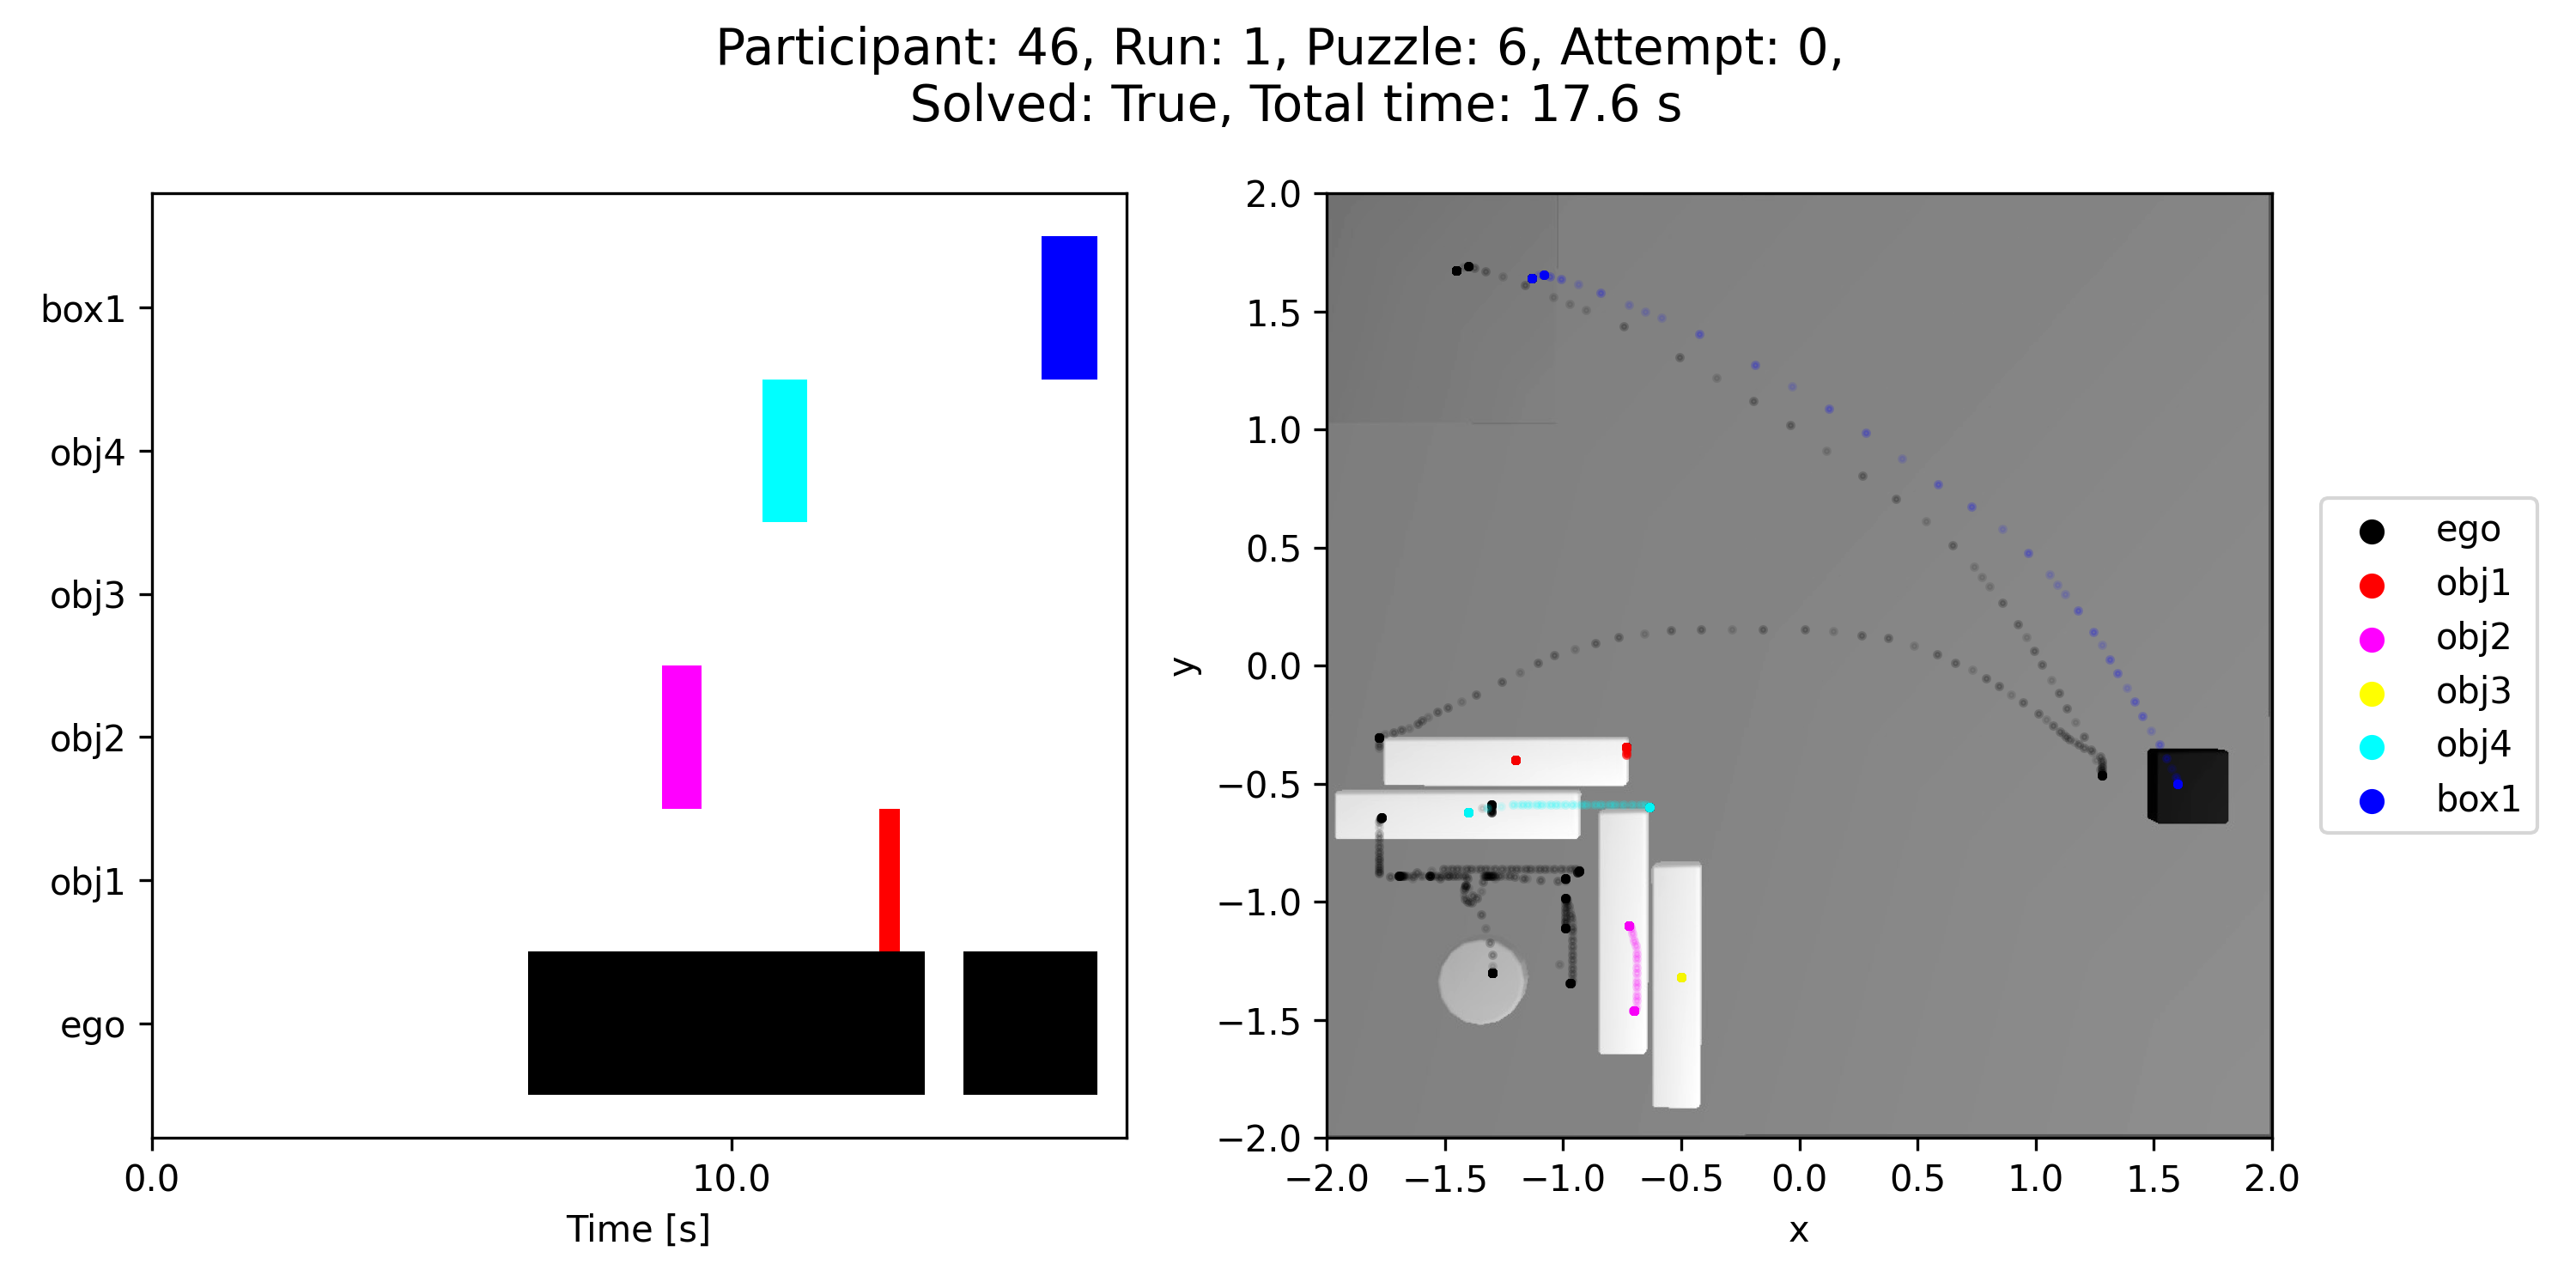 Participant: 46, Run: 1, Puzzle: 6, Attempt: 0,
Solved: True, Total time: 17.6 s
box1
obj4
obj3
obj2
obj1
ego
0.0
10.0
Time [s]
2.0
1.5
1.0
0.5
0.0
−0.5
−1.0
−1.5
−2.0
y
−2.0
−1.5
−1.0
−0.5
0.0
0.5
1.0
1.5
2.0
x
ego
obj1
obj2
obj3
obj4
box1